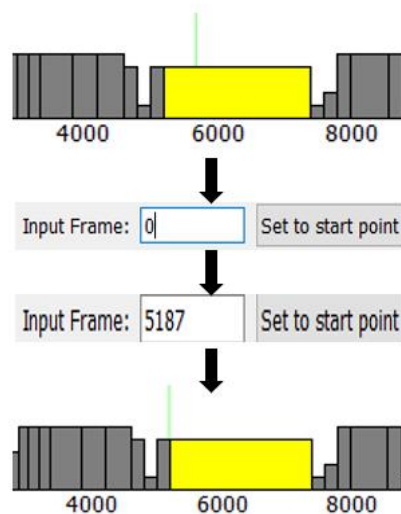 4000 6000 8000
Input Frame: 0 Set to start point
Input Frame: 5187 Set to start point
4000 6000 8000